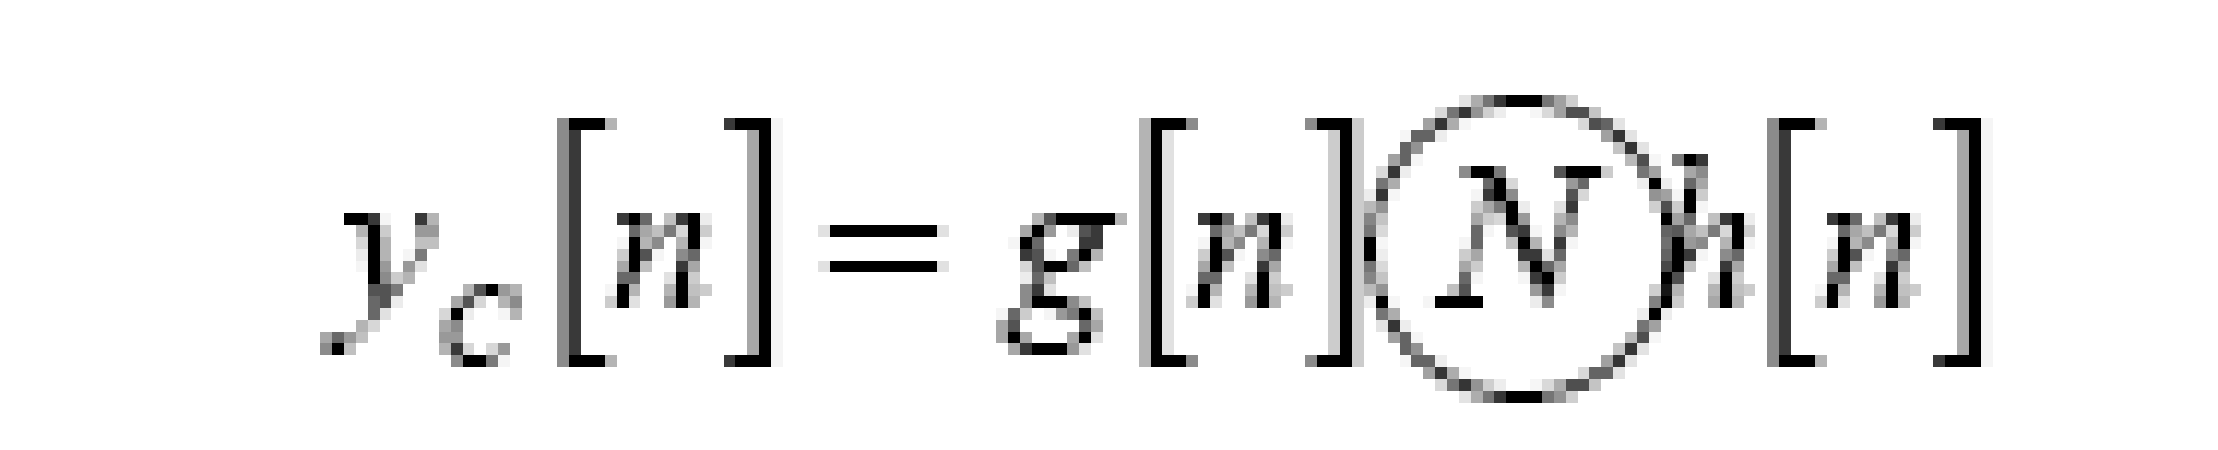 y_c[n] = g[n] Ⓝ h[n]